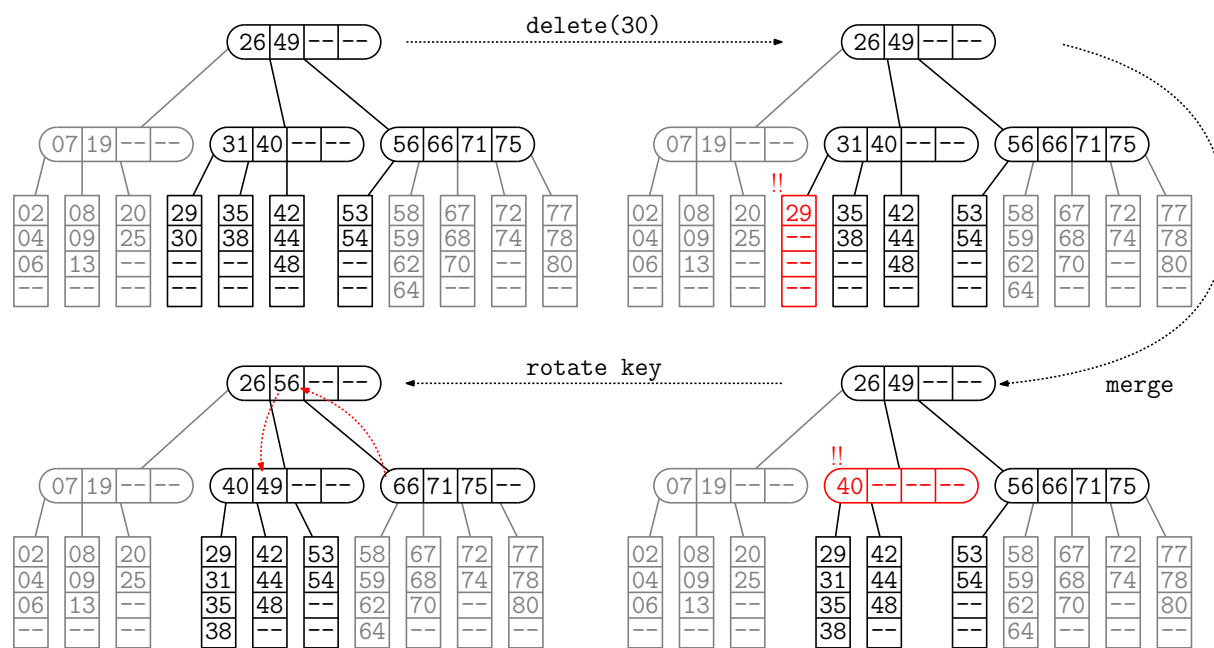 delete(30)
26 49 -- -- 26 49 -- --
07 19 -- -- 31 40 -- -- 56 66 71 75 07 19 -- -- 31 40 -- -- 56 66 71 75
!!
02 08 20 29 35 42 53 58 67 72 77 02 08 20 29 35 42 53 58 67 72 77
04 09 25 30 38 44 54 59 68 74 78 04 09 25 -- 38 44 54 59 68 74 78
06 13 -- -- -- 48 -- 62 70 -- 80 06 13 -- -- -- 48 -- 62 70 -- 80
-- -- -- -- -- -- -- 64 -- -- -- -- -- -- -- -- -- -- 64 -- -- --
rotate key
26 56 -- -- 26 49 -- -- merge
!!
07 19 -- -- 40 49 -- -- 66 71 75 -- 07 19 -- -- 40 -- -- -- 56 66 71 75
02 08 20 29 42 53 58 67 72 77 02 08 20 29 42 53 58 67 72 77
04 09 25 31 44 54 59 68 74 78 04 09 25 31 44 54 59 68 74 78
06 13 -- 35 48 -- 62 70 -- 80 06 13 -- 35 48 -- 62 70 -- 80
-- -- -- 38 -- -- 64 -- -- -- -- -- -- 38 -- -- 64 -- -- --